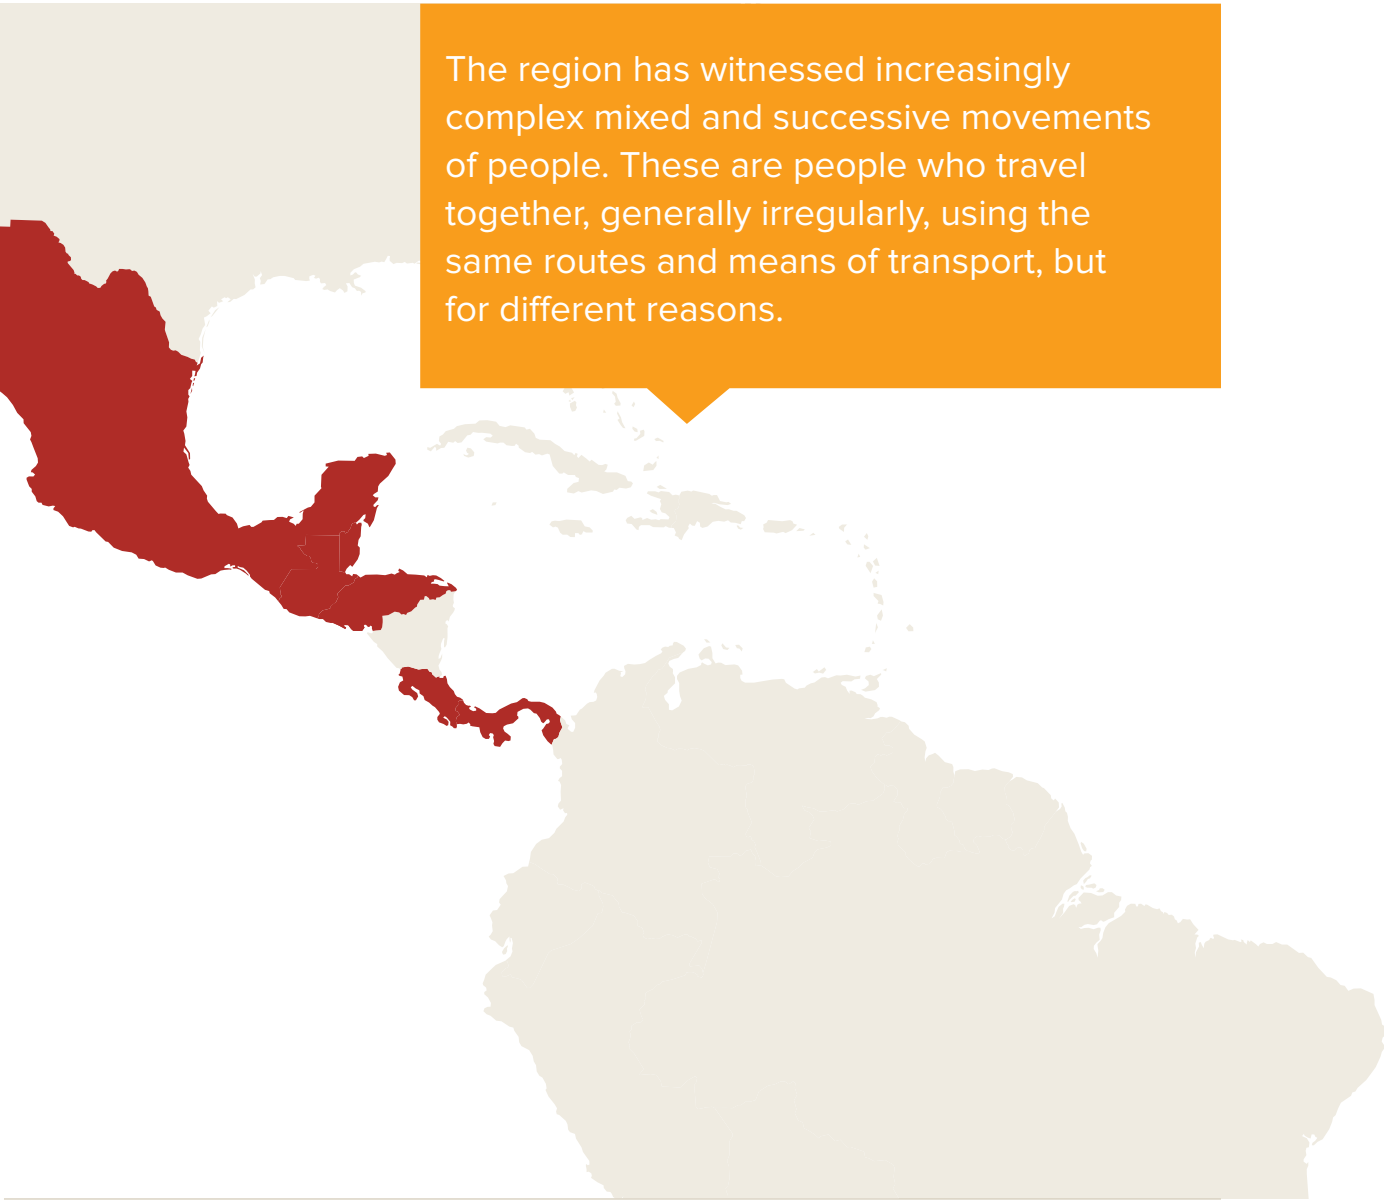 The region has witnessed increasingly
complex mixed and successive movements
of people. These are people who travel
together, generally irregularly, using the
same routes and means of transport, but
for different reasons.